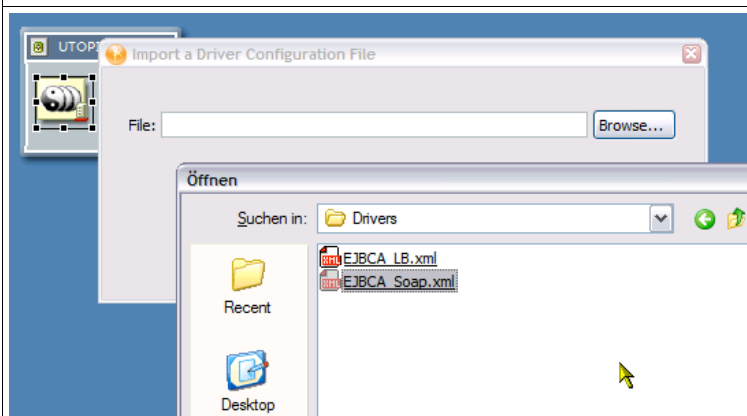 UTOPI
Import a Driver Configuration File
File:
Browse...
Öffnen
Suchen in:
Drivers
EJBCA_LB.xml
EJBCA_Soap.xml
Recent
Desktop